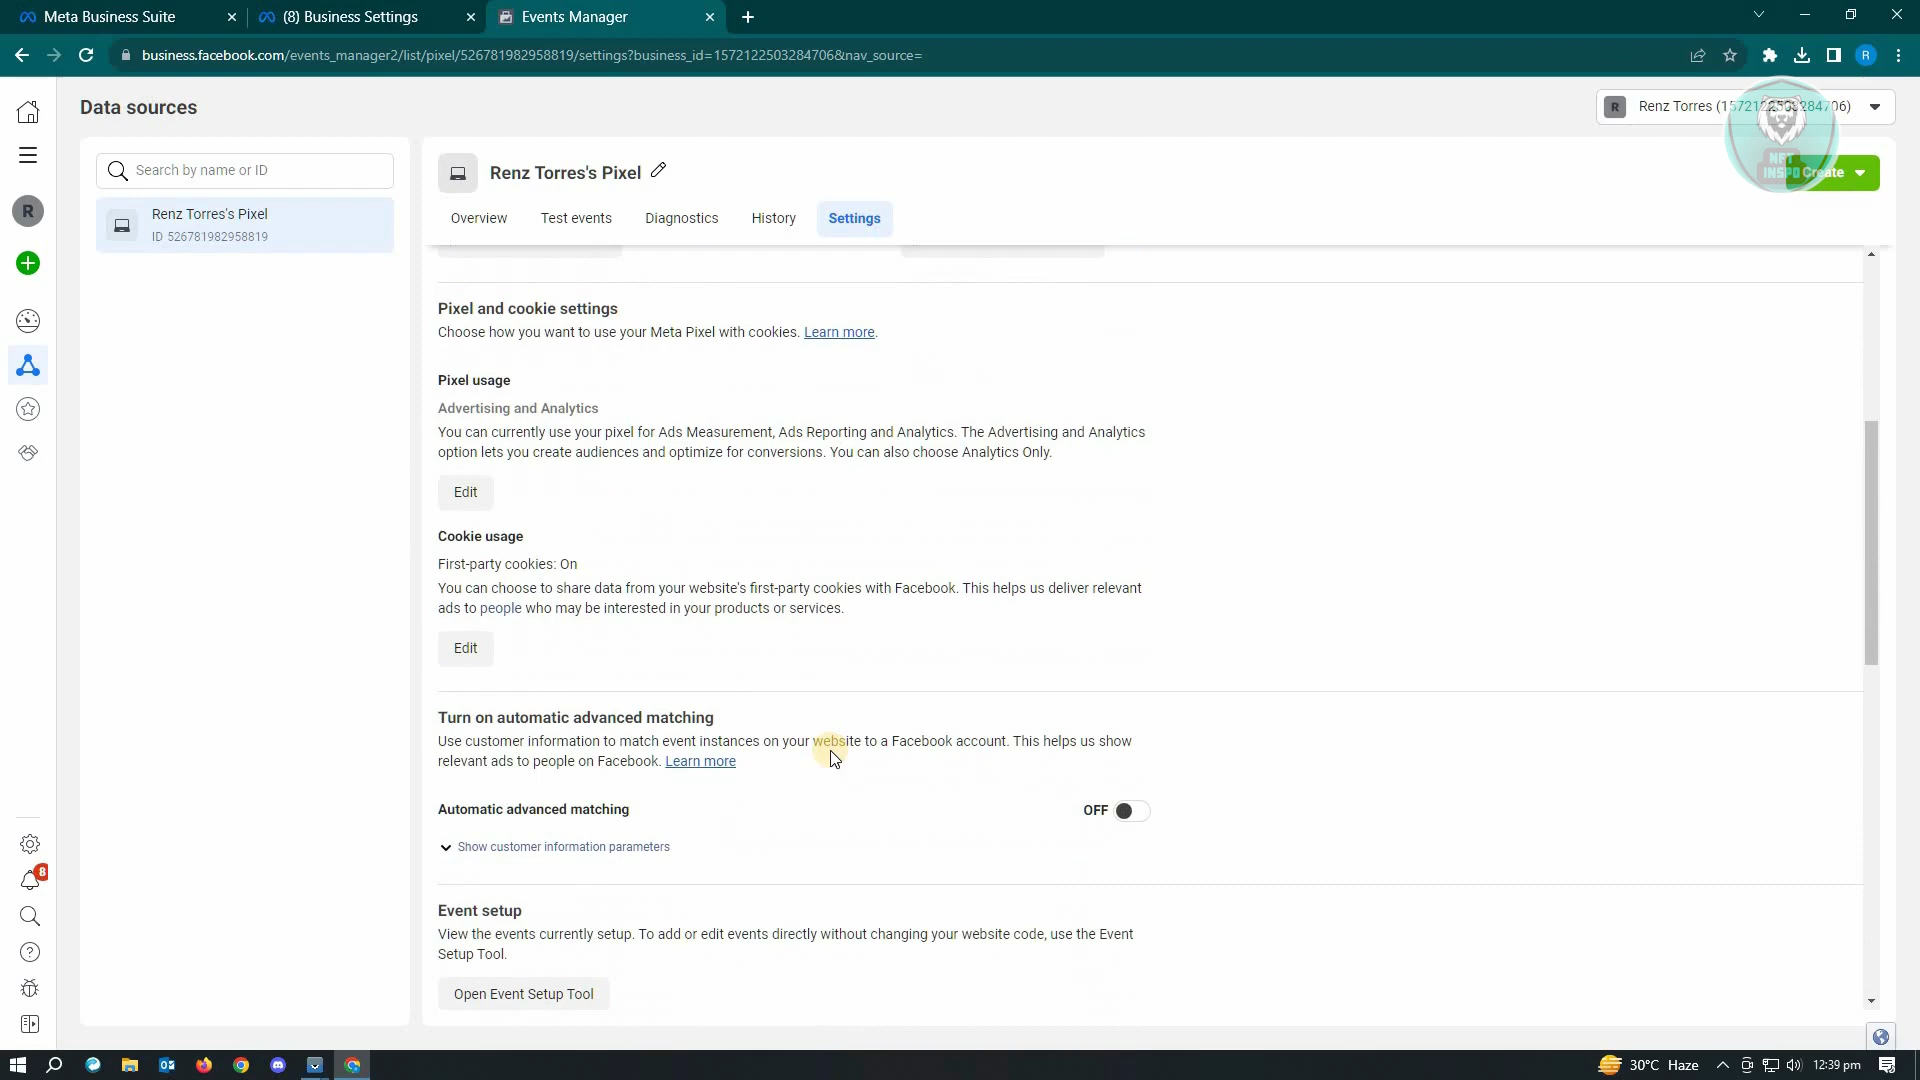 Meta Business Suite
(8) Business Settings
Events Manager
business.facebook.com/events_manager2/list/pixel/526781982958819/settings?business_id=1572122503284706&nav_source=
R
Data sources
R Renz Torres (1572122503284706)
NFT
INSPO
Create
Search by name or ID
Renz Torres's Pixel
ID 526781982958819
R
Renz Torres's Pixel
Overview
Test events
Diagnostics
History
Settings
Pixel and cookie settings
Choose how you want to use your Meta Pixel with cookies. Learn more.
Pixel usage
Advertising and Analytics
You can currently use your pixel for Ads Measurement, Ads Reporting and Analytics. The Advertising and Analytics
option lets you create audiences and optimize for conversions. You can also choose Analytics Only.
Edit
Cookie usage
First-party cookies: On
You can choose to share data from your website's first-party cookies with Facebook. This helps us deliver relevant
ads to people who may be interested in your products or services.
Edit
Turn on automatic advanced matching
Use customer information to match event instances on your website to a Facebook account. This helps us show
relevant ads to people on Facebook. Learn more
Automatic advanced matching
OFF
Show customer information parameters
Event setup
View the events currently setup. To add or edit events directly without changing your website code, use the Event
Setup Tool.
Open Event Setup Tool
8
30°C Haze
12:39 pm